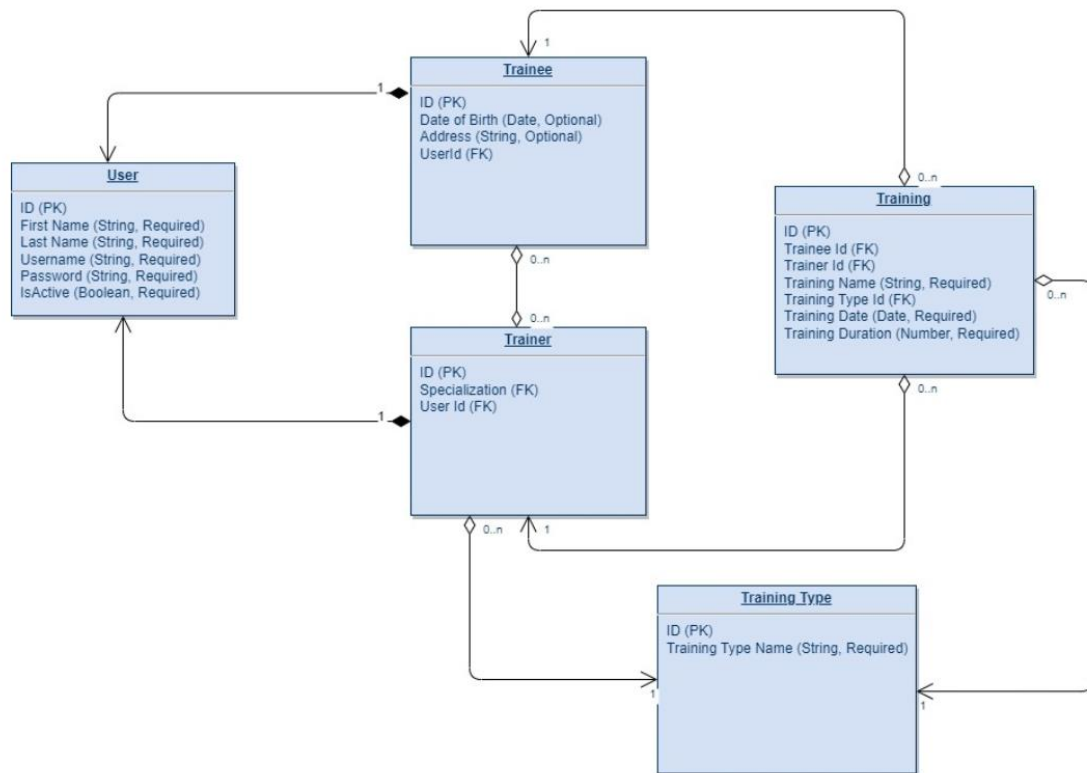 1
Trainee
ID (PK)
Date of Birth (Date, Optional)
Address (String, Optional)
UserId (FK)
1
User
ID (PK)
First Name (String, Required)
Last Name (String, Required)
Username (String, Required)
Password (String, Required)
IsActive (Boolean, Required)
0..n
Training
ID (PK)
Trainee Id (FK)
Trainer Id (FK)
Training Name (String, Required)
Training Type Id (FK)
Training Date (Date, Required)
Training Duration (Number, Required)
0..n
0..n
0..n
0..n
Trainer
ID (PK)
Specialization (FK)
User Id (FK)
1
0..n
1
Training Type
ID (PK)
Training Type Name (String, Required)
1
1